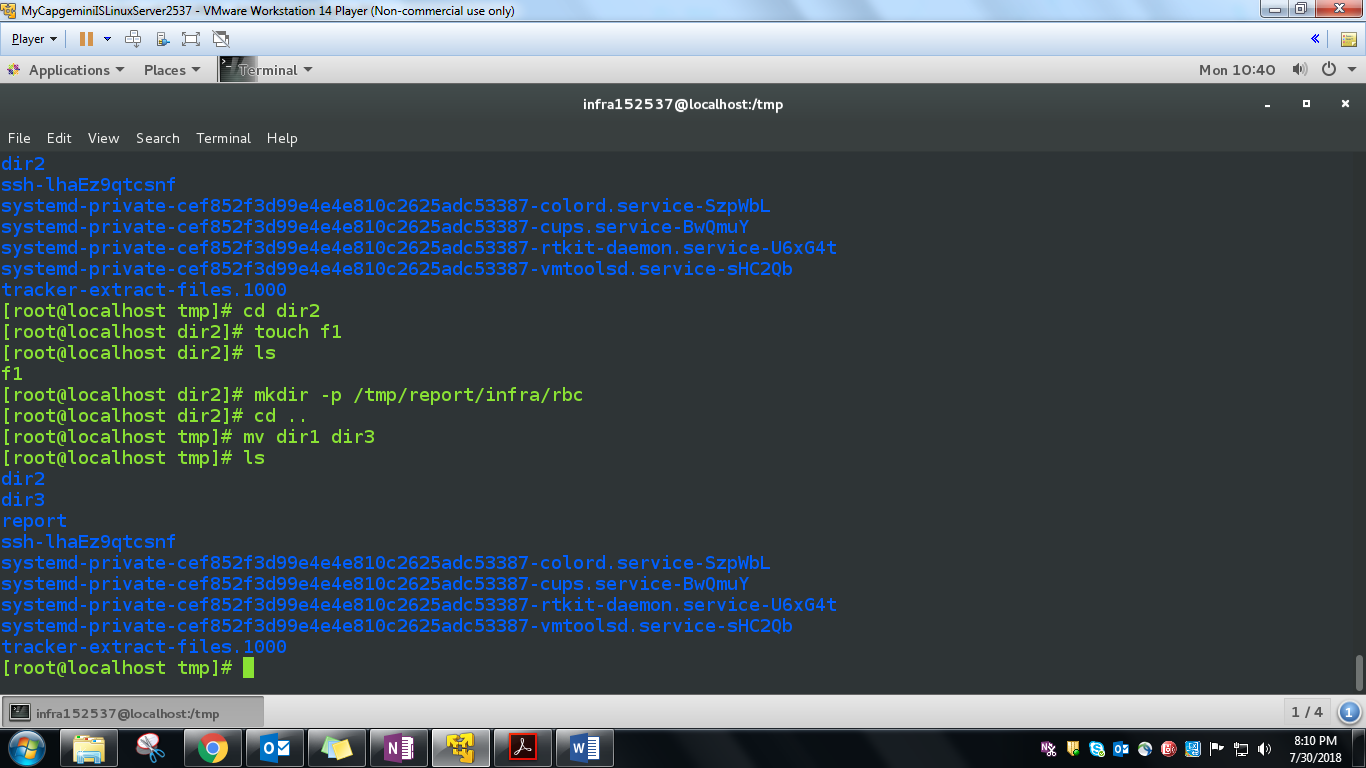 MyCapgeminiISLinuxServer2537 - VMware Workstation 14 Player (Non-commercial use only)
Player
Applications Places Terminal Mon 10:40
infra152537@localhost:/tmp
File Edit View Search Terminal Help
dir2
ssh-lhaEz9qtcsnf
systemd-private-cef852f3d99e4e4e810c2625adc53387-colord.service-SzpWbL
systemd-private-cef852f3d99e4e4e810c2625adc53387-cups.service-BwQmuY
systemd-private-cef852f3d99e4e4e810c2625adc53387-rtkit-daemon.service-U6xG4t
systemd-private-cef852f3d99e4e4e810c2625adc53387-vmtoolsd.service-sHC2Qb
tracker-extract-files.1000
[root@localhost tmp]# cd dir2
[root@localhost dir2]# touch f1
[root@localhost dir2]# ls
f1
[root@localhost dir2]# mkdir -p /tmp/report/infra/rbc
[root@localhost dir2]# cd ..
[root@localhost tmp]# mv dir1 dir3
[root@localhost tmp]# ls
dir2
dir3
report
ssh-lhaEz9qtcsnf
systemd-private-cef852f3d99e4e4e810c2625adc53387-colord.service-SzpWbL
systemd-private-cef852f3d99e4e4e810c2625adc53387-cups.service-BwQmuY
systemd-private-cef852f3d99e4e4e810c2625adc53387-rtkit-daemon.service-U6xG4t
systemd-private-cef852f3d99e4e4e810c2625adc53387-vmtoolsd.service-sHC2Qb
tracker-extract-files.1000
[root@localhost tmp]#
infra152537@localhost:/tmp 1 / 4 1
8:10 PM
7/30/2018